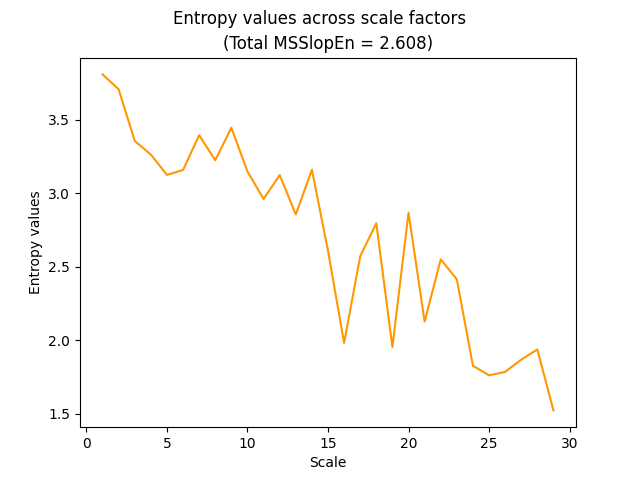 Entropy values across scale factors
(Total MSSlopEn = 2.608)
3.5
3.0
2.5
2.0
1.5
Entropy values
0 5 10 15 20 25 30
Scale